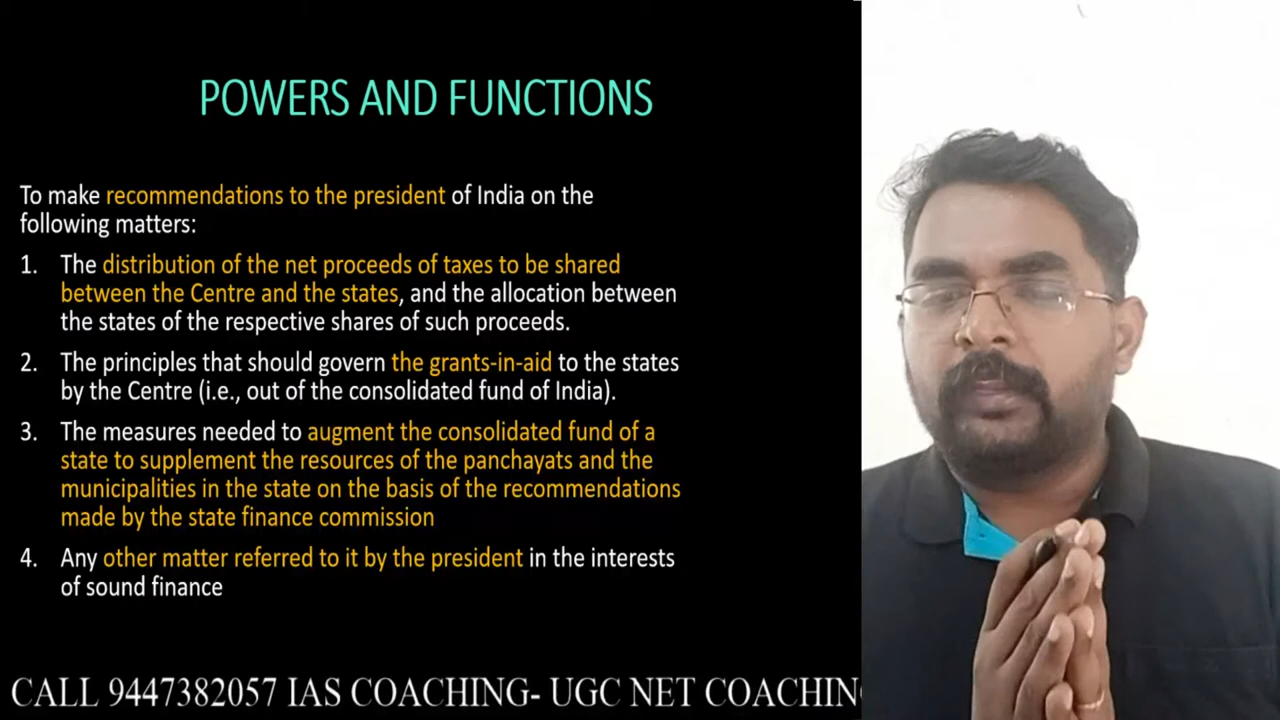 POWERS AND FUNCTIONS
To make recommendations to the president of India on the
following matters:
1. The distribution of the net proceeds of taxes to be shared
between the Centre and the states, and the allocation between
the states of the respective shares of such proceeds.
2. The principles that should govern the grants-in-aid to the states
by the Centre (i.e., out of the consolidated fund of India).
3. The measures needed to augment the consolidated fund of a
state to supplement the resources of the panchayats and the
municipalities in the state on the basis of the recommendations
made by the state finance commission
4. Any other matter referred to it by the president in the interests
of sound finance
CALL 9447382057 IAS COACHING- UGC NET COACHIN